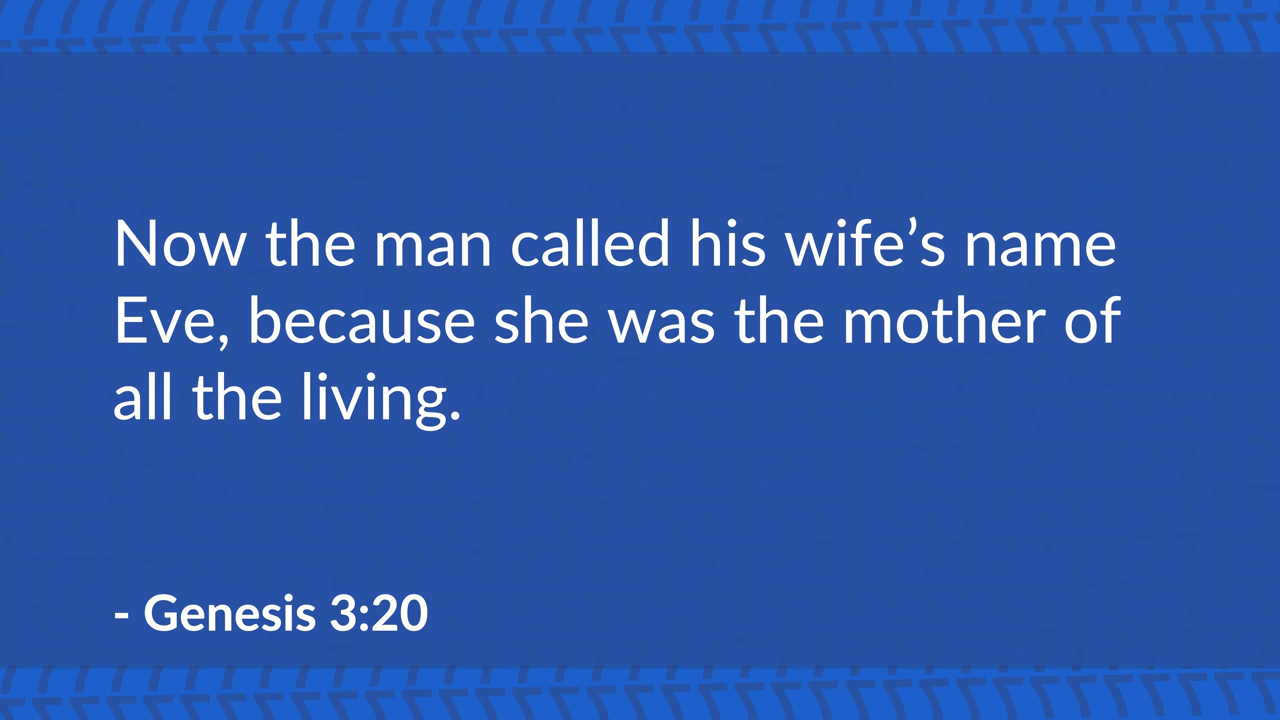 Now the man called his wife’s name
Eve, because she was the mother of
all the living.
- Genesis 3:20